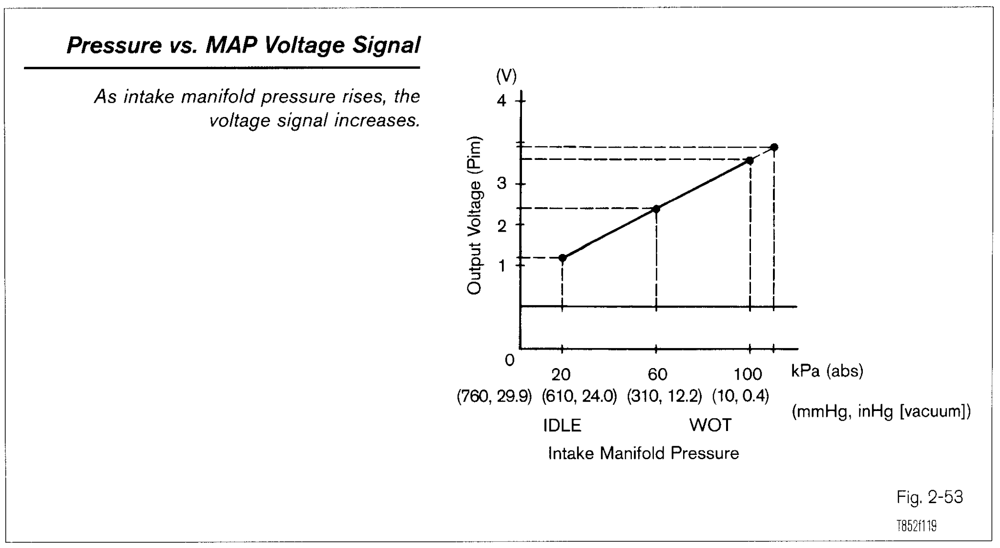 Pressure vs. MAP Voltage Signal
As intake manifold pressure rises, the
voltage signal increases.
(V)
4
3
2
1
0
Output Voltage (Pim)
20 60 100 kPa (abs)
(760, 29.9) (610, 24.0) (310, 12.2) (10, 0.4)
(mmHg, inHg [vacuum])
IDLE WOT
Intake Manifold Pressure
Fig. 2-53
T852f119